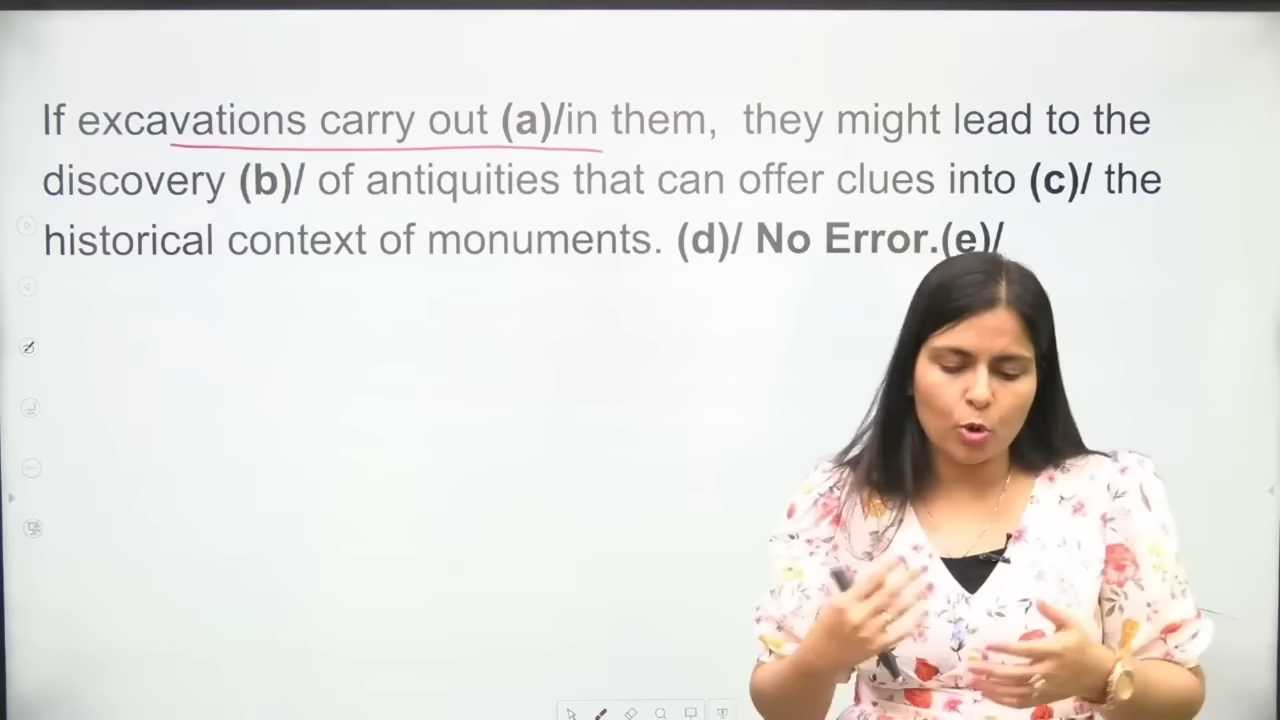 If excavations carry out (a)/in them, they might lead to the
discovery (b)/ of antiquities that can offer clues into (c)/ the
historical context of monuments. (d)/ No Error.(e)/